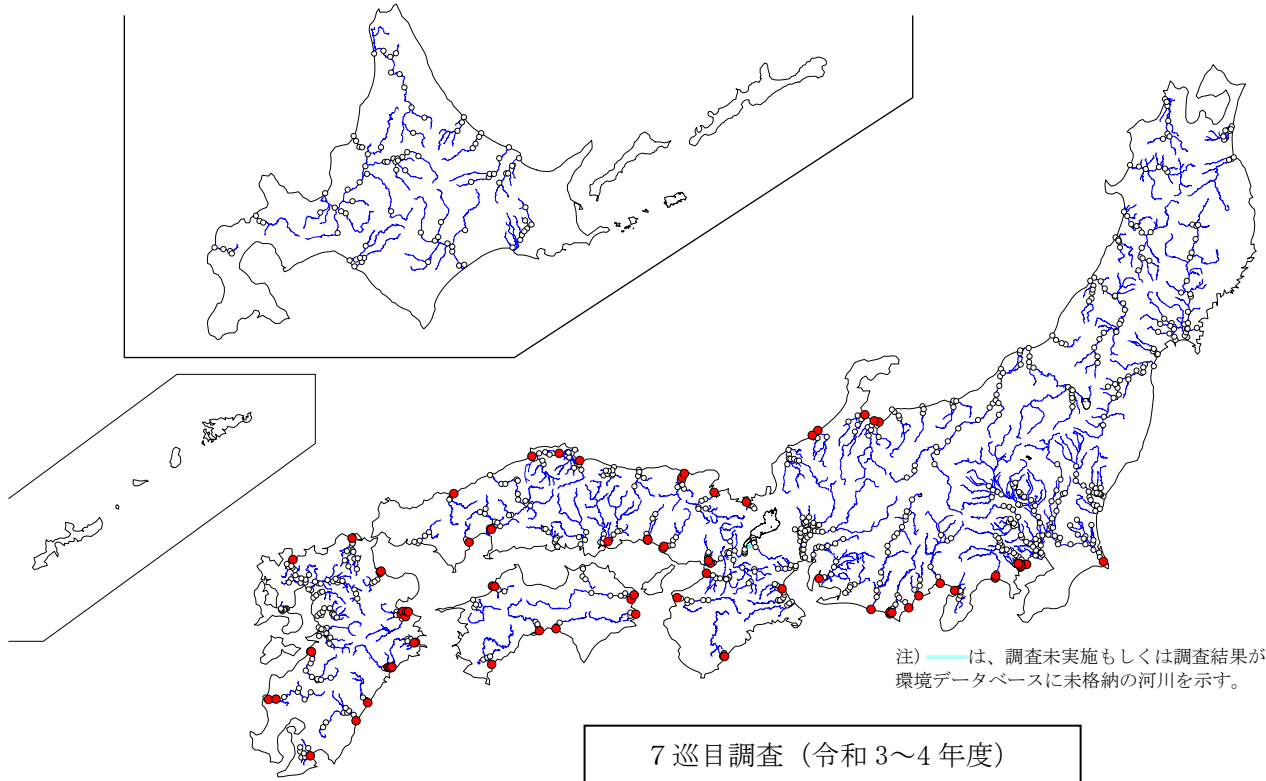 注）——は、調査未実施もしくは調査結果が
環境データベースに未格納の河川を示す。
7巡目調査（令和3～4年度）